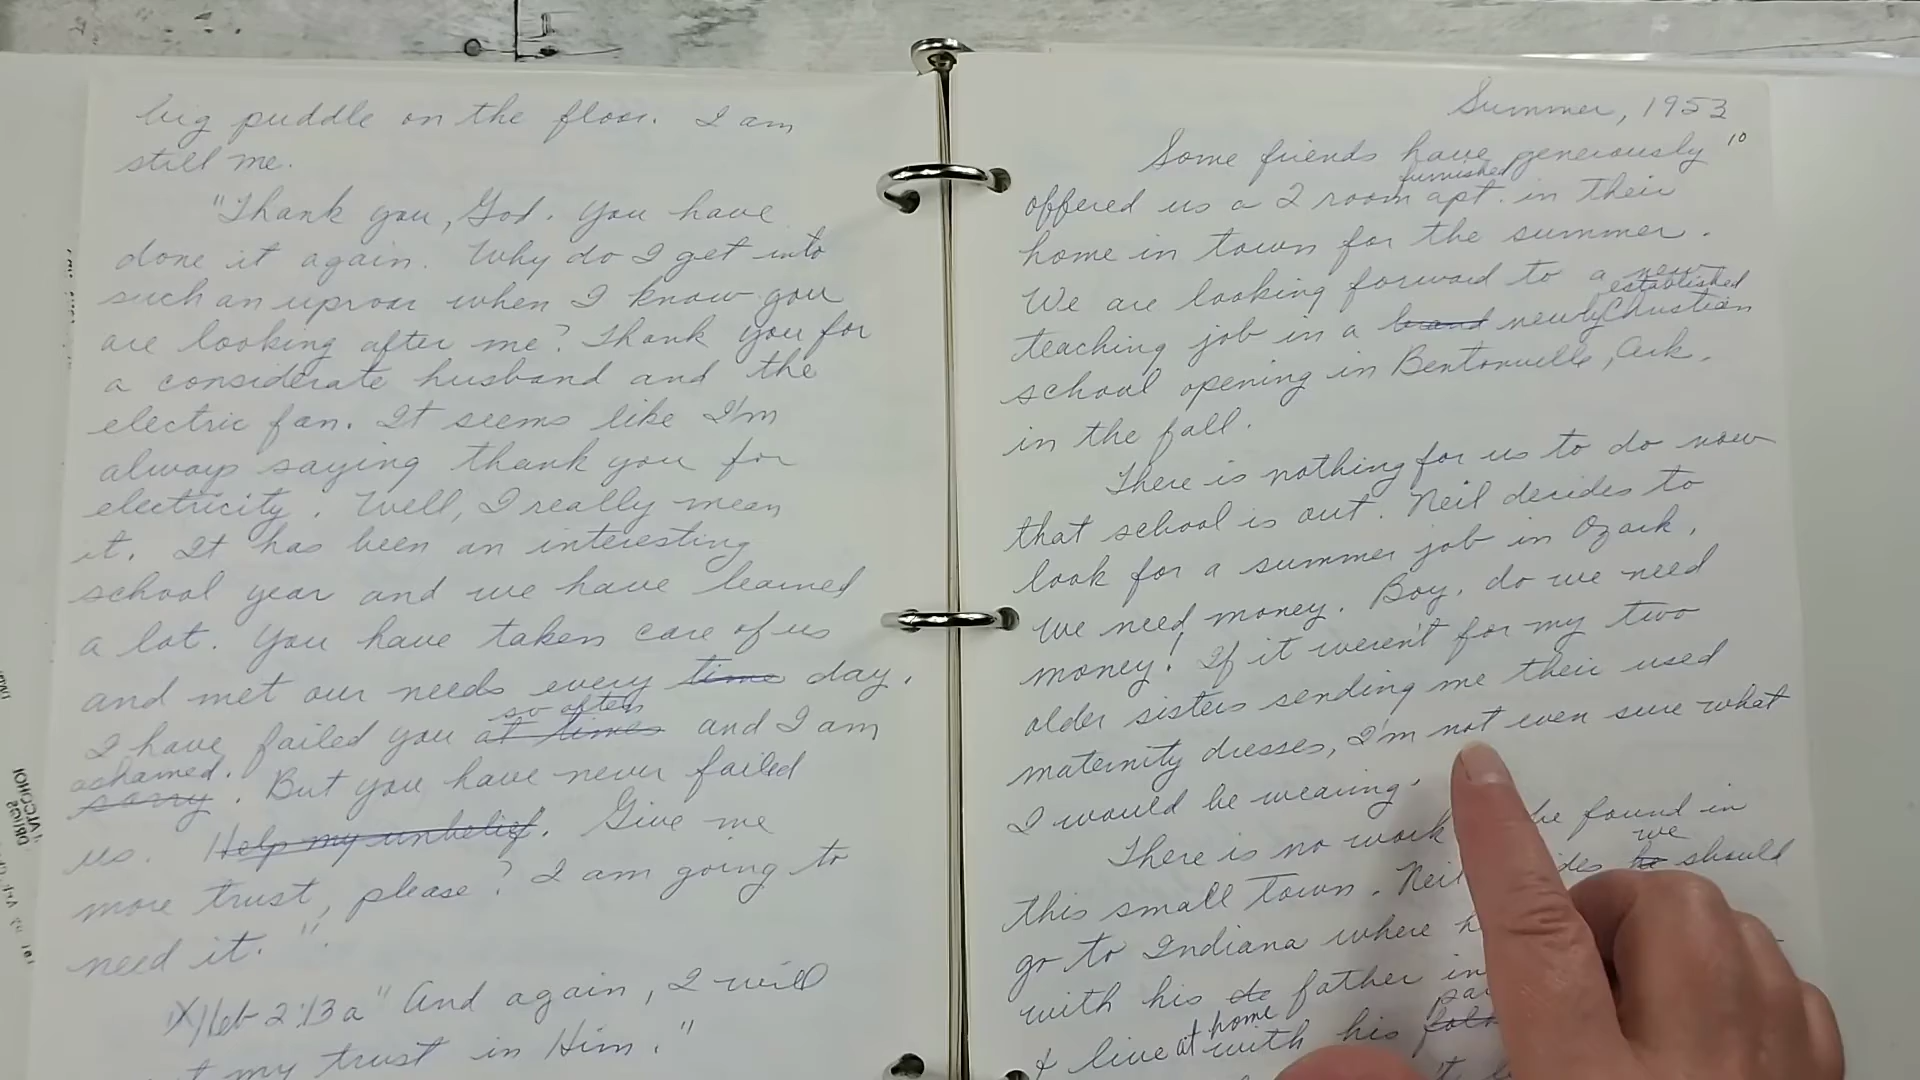 big puddle on the floor. I am
still me.
"Thank you, God. You have
done it again. Why do I get into
such an uproar when I know you
are looking after me? Thank you for
a considerate husband and the
electric fan. It seems like I'm
always saying thank you for
electricity. Well, I really mean
it. It has been an interesting
school year and we have learned
a lot. You have taken care of us
and met our needs every time day.
so often
I have failed you at times and I am
ashamed.
sorry. But you have never failed
us. Help my unbelief. Give me
more trust, please? I am going to
need it."
Heb 2:13a "And again, I will
my trust in Him."
Summer, 1953
10
Some friends have generously
furnished
offered us a 2 room apt. in their
home in town for the summer.
We are looking forward to a new
established
teaching job in a brand newly Christian
school opening in Bentonville, Ark.
in the fall.
There is nothing for us to do now
that school is out. Neil decides to
look for a summer job in Ozark.
We need money. Boy, do we need
money! If it weren't for my two
older sisters sending me their used
maternity dresses, I'm not even sure what
I would be wearing.
There is no work be found in
we
this small town. Neil he should
go to Indiana where
with his father in
home
& live at with his